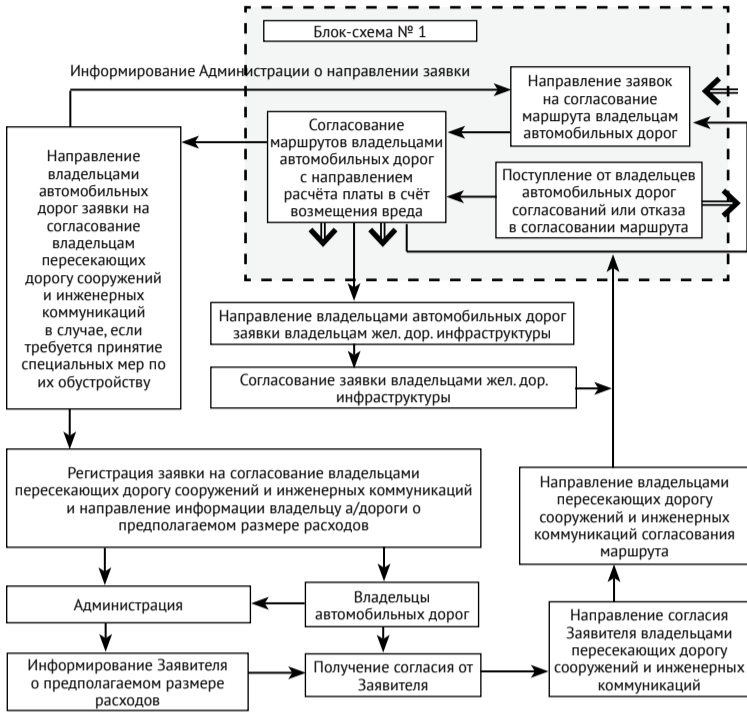 Блок-схема № 1
Информирование Администрации о направлении заявки
Направление заявок
на согласование
маршрута владельцам
автомобильных дорог
Согласование
маршрутов владельцами
автомобильных дорог
с направлением
расчёта платы в счёт
возмещения вреда
Поступление от владельцев
автомобильных дорог
согласований или отказа
в согласовании маршрута
Направление
владельцами
автомобильных
дорог заявки на
согласование
владельцам
пересекающих
дорогу сооружений
и инженерных
коммуникаций
в случае, если
требуется принятие
специальных мер по
их обустройству
Направление владельцами автомобильных дорог
заявки владельцам жел. дор. инфраструктуры
Согласование заявки владельцами жел. дор.
инфраструктуры
Регистрация заявки на согласование владельцами
пересекающих дорогу сооружений и инженерных коммуникаций
и направление информации владельцу а/дороги о
предполагаемом размере расходов
Направление владельцами
пересекающих дорогу
сооружений и инженерных
коммуникаций согласования
маршрута
Администрация
Владельцы
автомобильных дорог
Направление согласия
Заявителя владельцами
пересекающих дорогу
сооружений и инженерных
коммуникаций
Информирование Заявителя
о предполагаемом размере
расходов
Получение согласия от
Заявителя